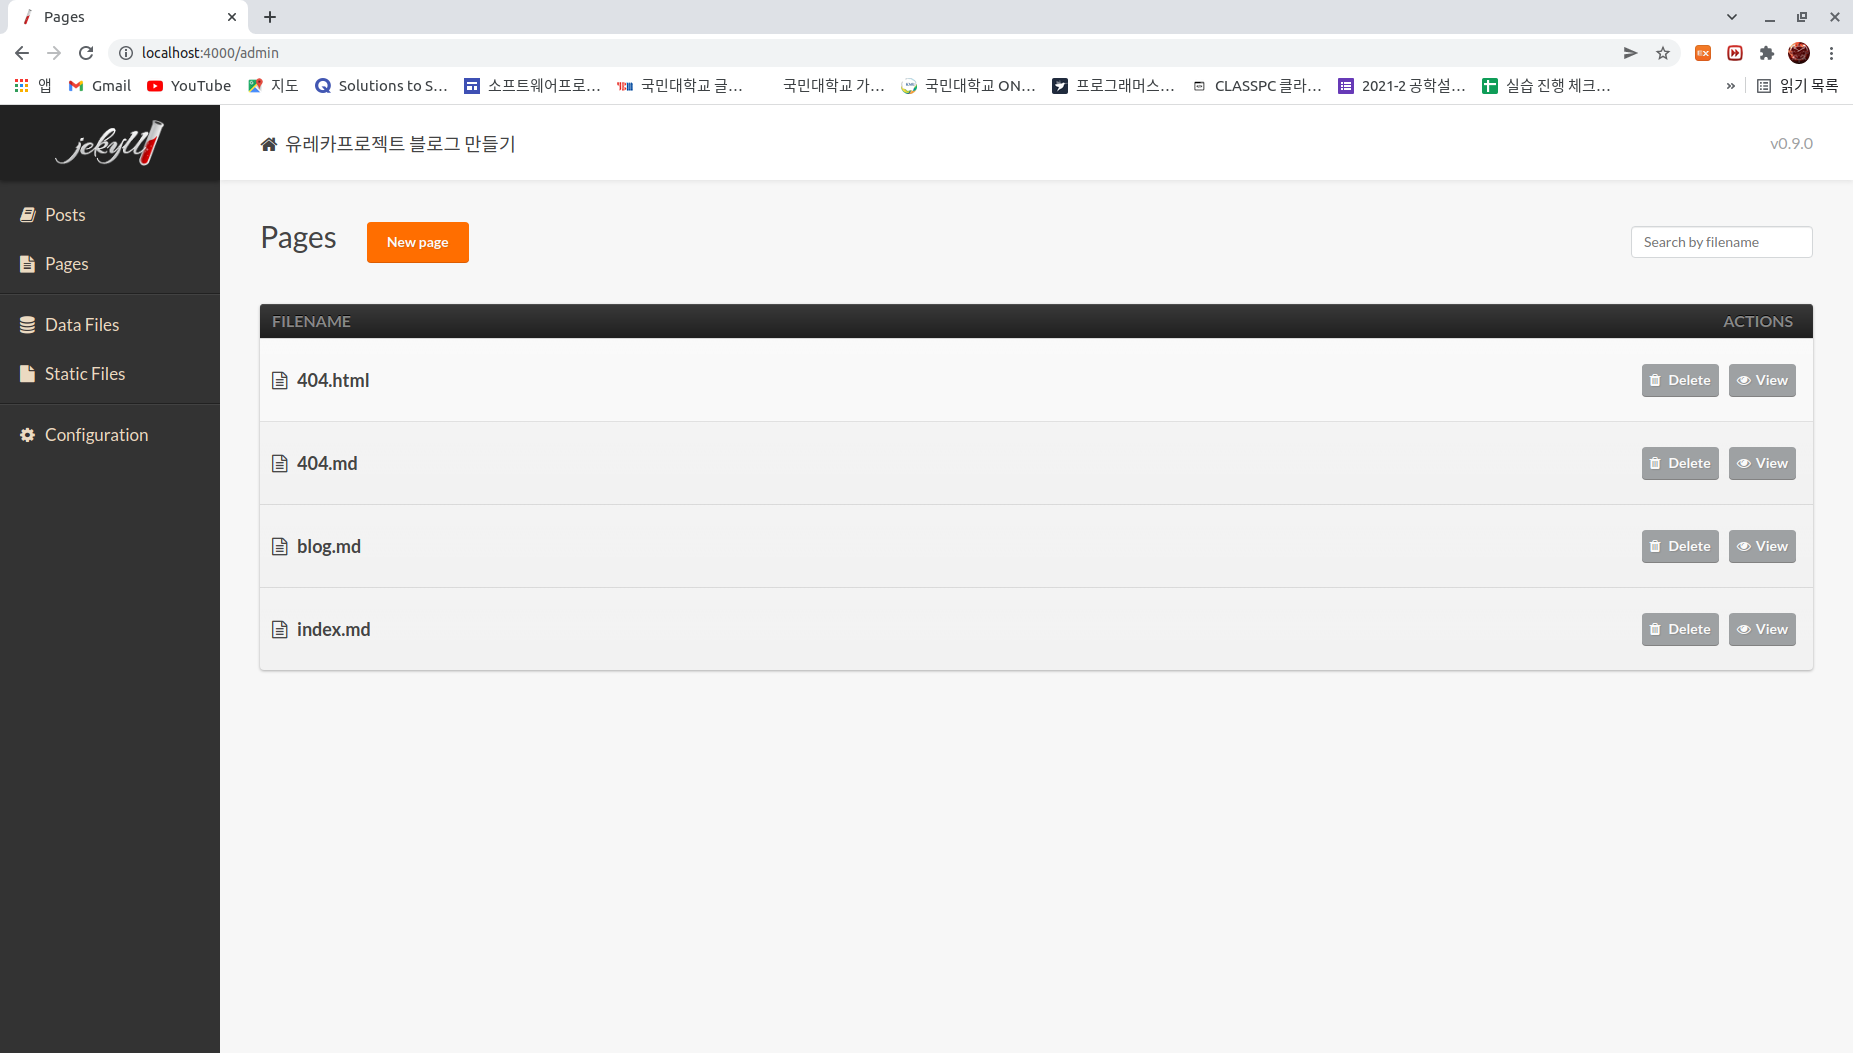 Pages
localhost:4000/admin
앱 Gmail YouTube 지도 Solutions to S... 소프트웨어프로... 국민대학교 글... 국민대학교 가... 국민대학교 ON... 프로그래머스... CLASSPC 클라... 2021-2 공학설... 실습 진행 체크... » 읽기 목록
jekyll
유레카프로젝트 블로그 만들기 v0.9.0
Posts
Pages
Data Files
Static Files
Configuration
Pages New page Search by filename
FILENAME ACTIONS
404.html Delete View
404.md Delete View
blog.md Delete View
index.md Delete View